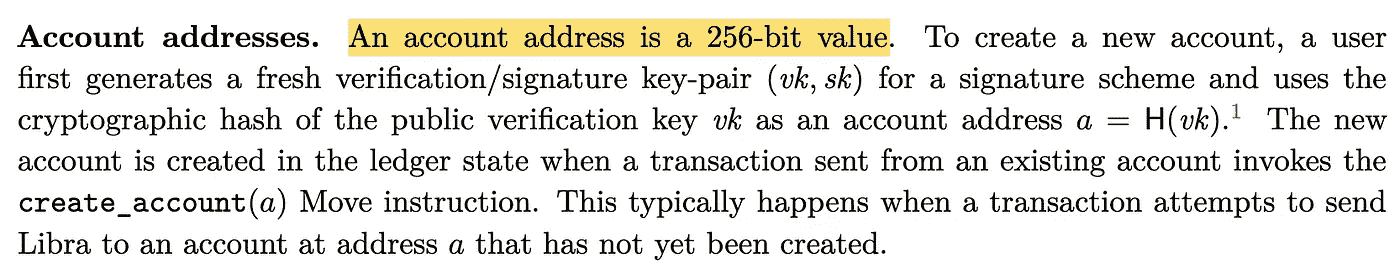 Account addresses. An account address is a 256-bit value. To create a new account, a user
first generates a fresh verification/signature key-pair (vk, sk) for a signature scheme and uses the
cryptographic hash of the public verification key vk as an account address a = H(vk).¹ The new
account is created in the ledger state when a transaction sent from an existing account invokes the
create_account(a) Move instruction. This typically happens when a transaction attempts to send
Libra to an account at address a that has not yet been created.